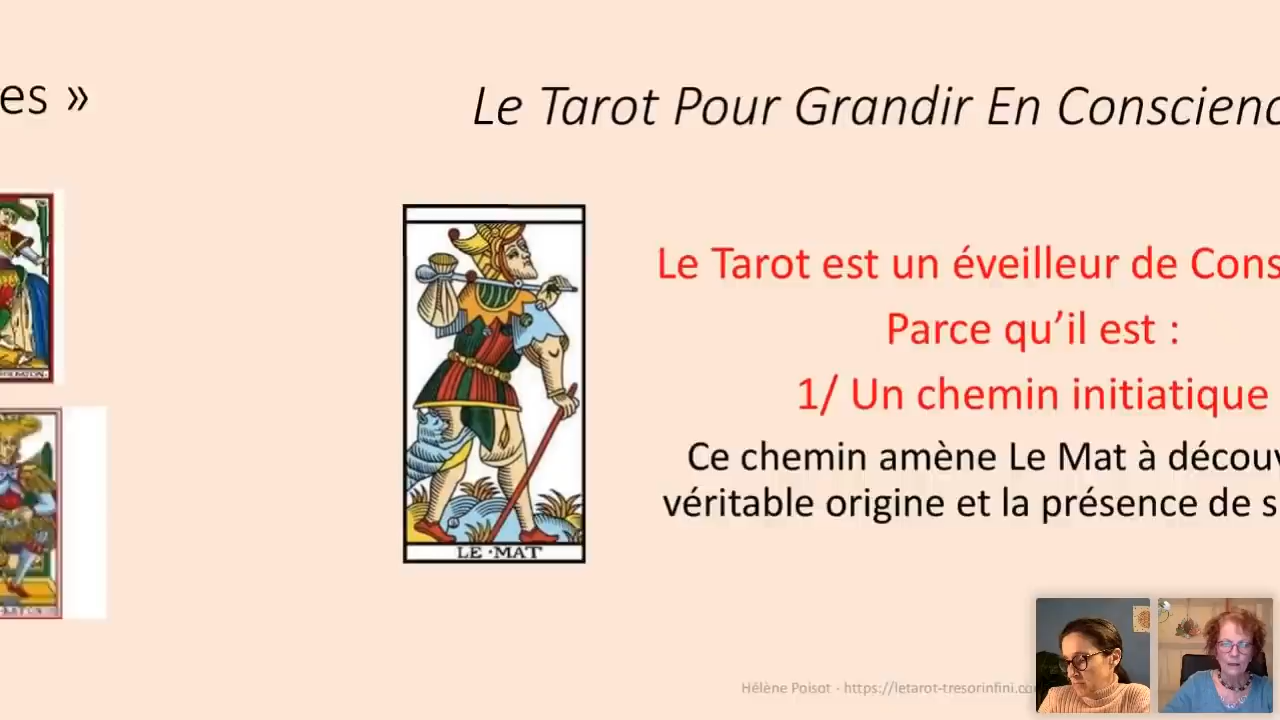 es »
Le Tarot Pour Grandir En Conscienc
Le Tarot est un éveilleur de Cons
Parce qu’il est :
1/ Un chemin initiatique
Ce chemin amène Le Mat à découv
véritable origine et la présence de s
LE •MAT
Hélène Poisot - https://letarot-tresorinfini.co